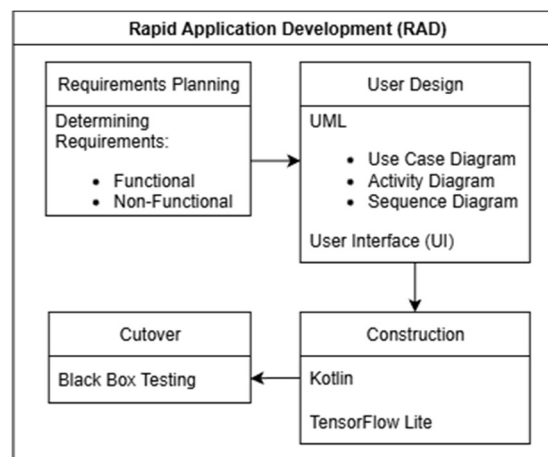 Rapid Application Development (RAD)
Requirements Planning
Determining
Requirements:
• Functional
• Non-Functional
User Design
UML
• Use Case Diagram
• Activity Diagram
• Sequence Diagram
User Interface (UI)
Cutover
Black Box Testing
Construction
Kotlin
TensorFlow Lite